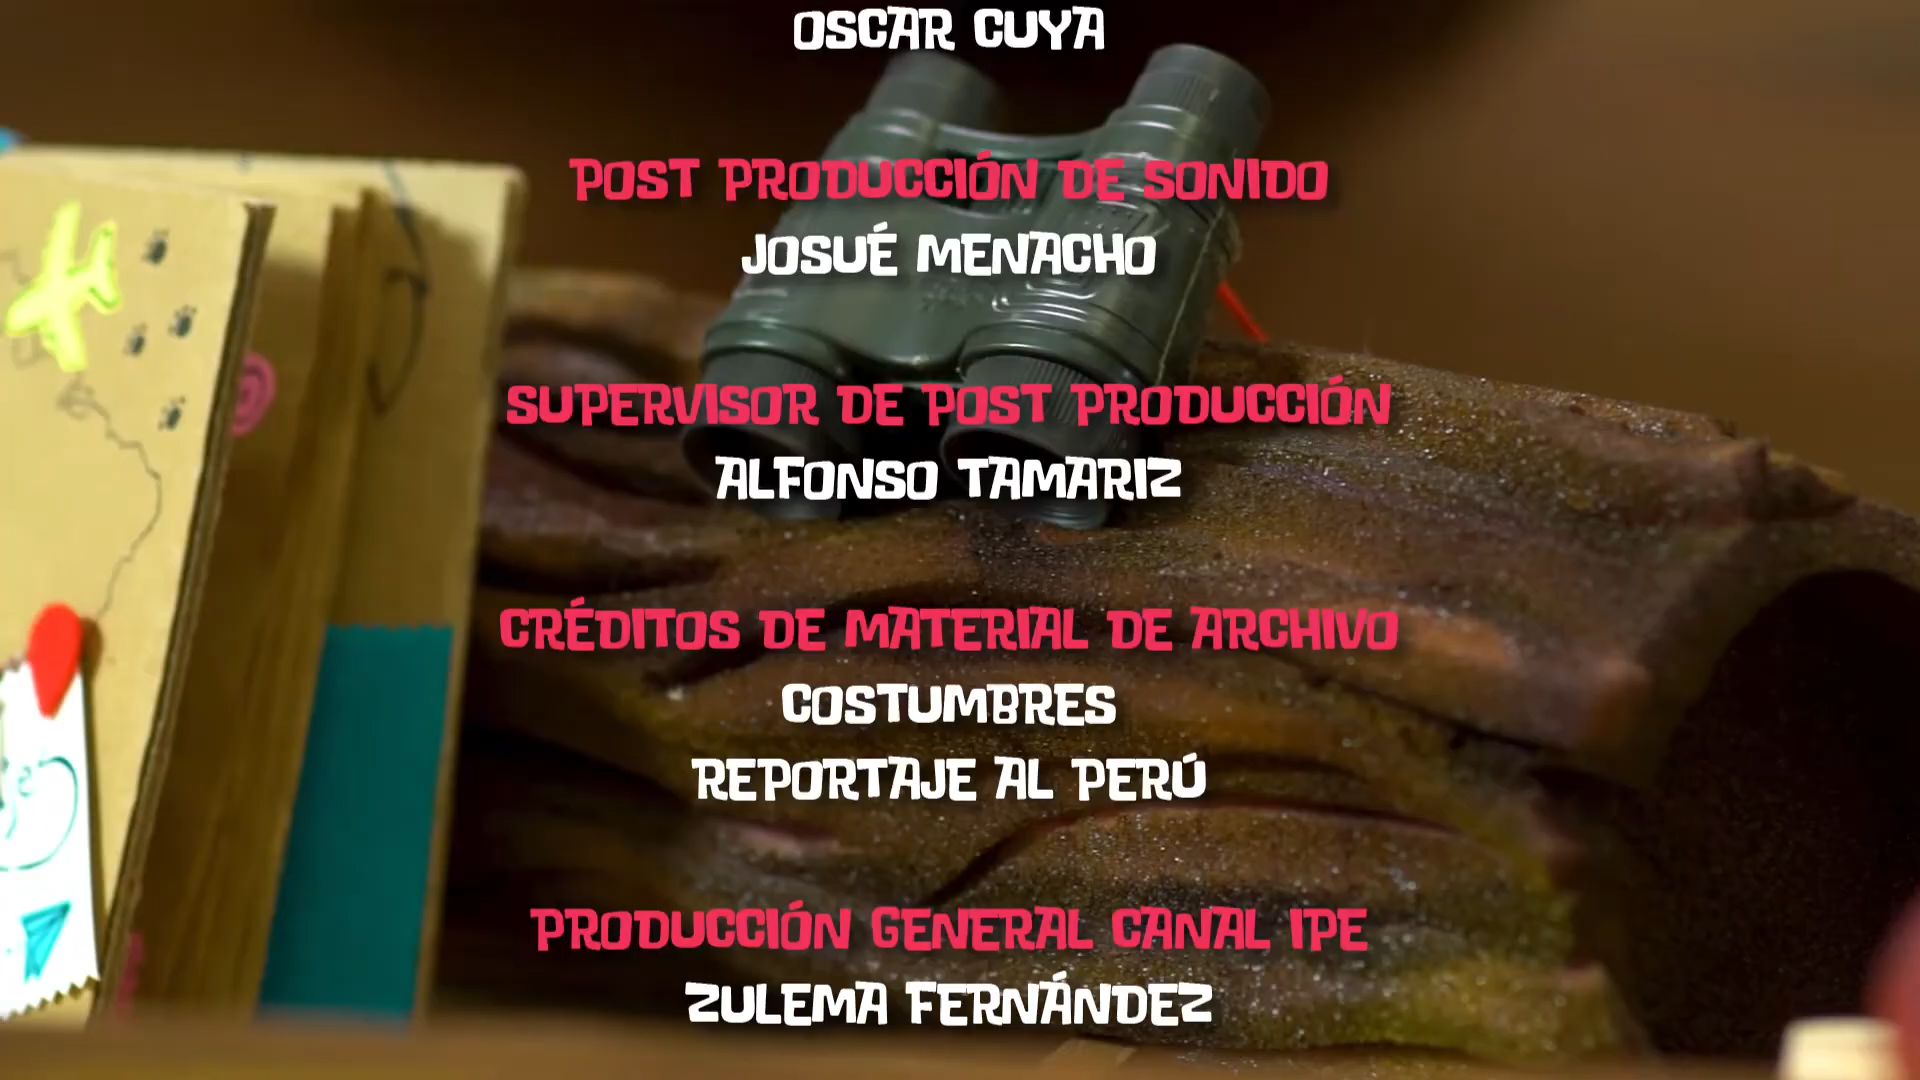 OSCAR CUYA
POST PRODUCCIÓN DE SONIDO
JOSUÉ MENACHO
SUPERVISOR DE POST PRODUCCIÓN
ALFONSO TAMARIZ
CRÉDITOS DE MATERIAL DE ARCHIVO
COSTUMBRES
REPORTAJE AL PERÚ
PRODUCCIÓN GENERAL CANAL IPE
ZULEMA FERNÁNDEZ